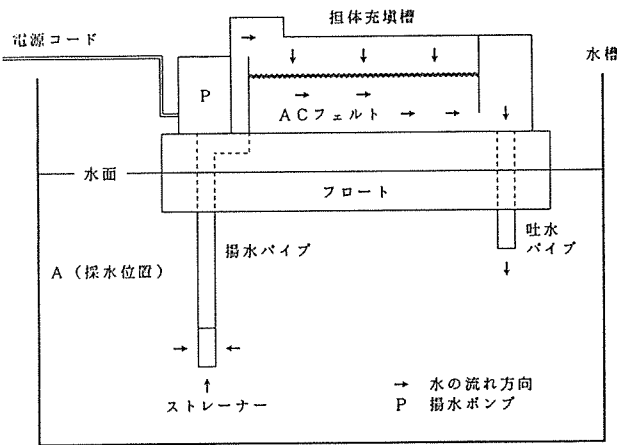 担体充填槽
電源コード
水槽
P
ACフェルト
水面
フロート
揚水パイプ
吐水
パイプ
A（採水位置）
ストレーナー
→ 水の流れ方向
P 揚水ポンプ